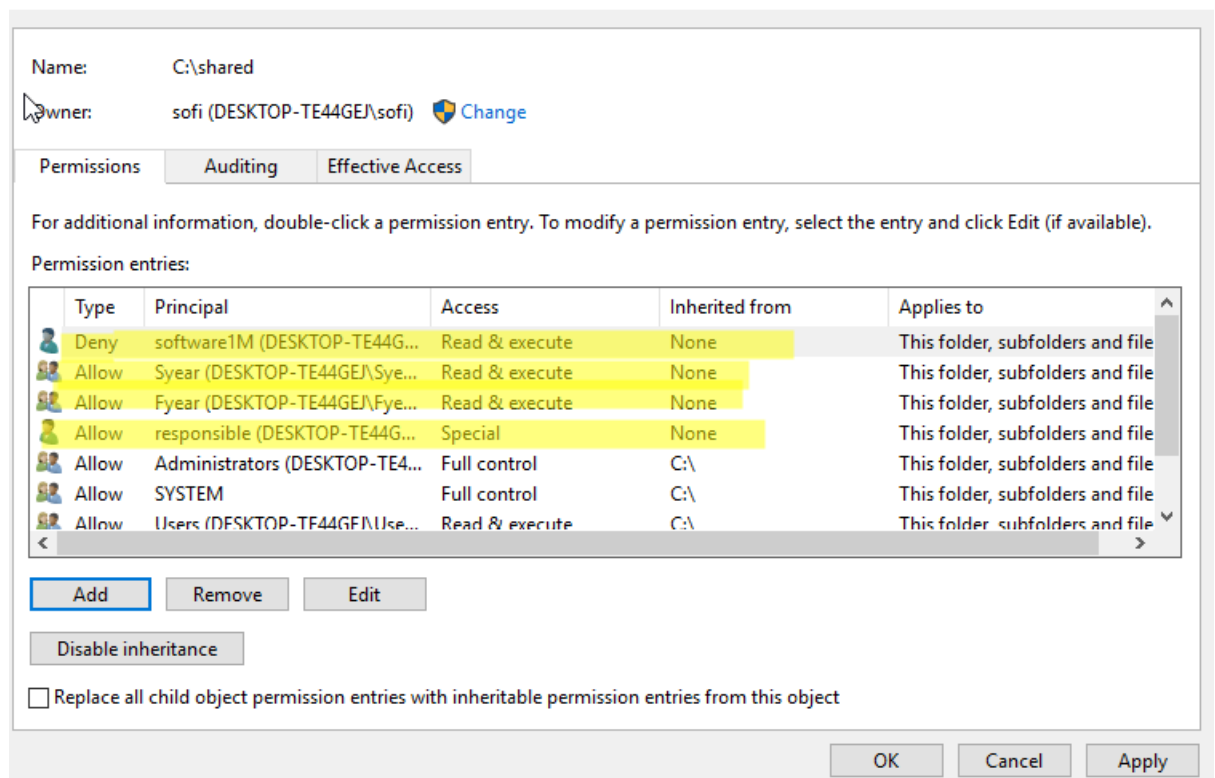 Name: C:\shared
Owner: sofi (DESKTOP-TE44GEJ\sofi) Change
Permissions Auditing Effective Access
For additional information, double-click a permission entry. To modify a permission entry, select the entry and click Edit (if available).
Permission entries:
Type Principal Access Inherited from Applies to
Deny software1M (DESKTOP-TE44G... Read & execute None This folder, subfolders and file
Allow Syear (DESKTOP-TE44GEJ\Sye... Read & execute None This folder, subfolders and file
Allow Fyear (DESKTOP-TE44GEJ\Fye... Read & execute None This folder, subfolders and file
Allow responsible (DESKTOP-TE44G... Special None This folder, subfolders and file
Allow Administrators (DESKTOP-TE4... Full control C:\ This folder, subfolders and file
Allow SYSTEM Full control C:\ This folder, subfolders and file
Allow Users (DESKTOP-TE44GEJ\Use... Read & execute C:\ This folder, subfolders and file
Add Remove Edit
Disable inheritance
Replace all child object permission entries with inheritable permission entries from this object
OK Cancel Apply